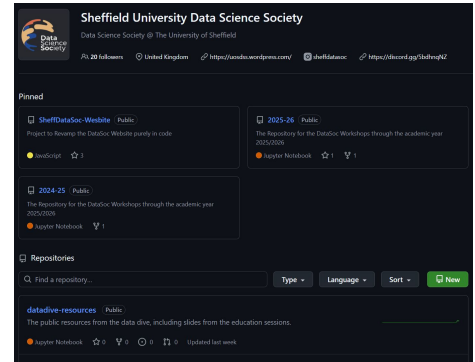 Data
Science
Society
Sheffield University Data Science Society
Data Science Society @ The University of Sheffield
20 followers United Kingdom https://uosdss.wordpress.com/ sheffdatasoc https://discord.gg/5bdhnqNZ
Pinned
SheffDataSoc-Wesbite Public
Project to Revamp the DataSoc Website purely in code
JavaScript 3
2025-26 Public
The Repository for the DataSoc Workshops through the academic year
2025/2026
Jupyter Notebook 1 1
2024-25 Public
The Repository for the DataSoc Workshops through the academic year
2025/2026
Jupyter Notebook 1
Repositories
Find a repository... Type Language Sort New
datadive-resources Public
The public resources from the data dive, including slides from the education sessions.
Jupyter Notebook 0 0 0 0 Updated last week